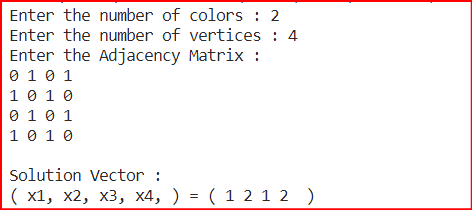 Enter the number of colors : 2
Enter the number of vertices : 4
Enter the Adjacency Matrix :
0 1 0 1
1 0 1 0
0 1 0 1
1 0 1 0
Solution Vector :
( x1, x2, x3, x4, ) = ( 1 2 1 2  )